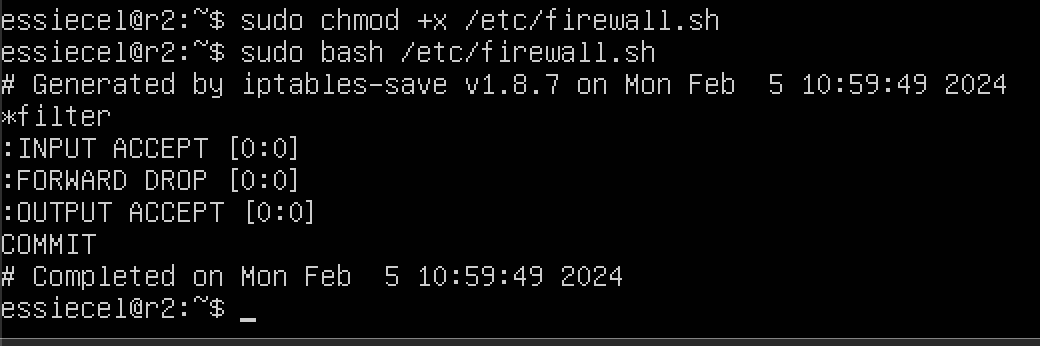 essiecel@r2:~$ sudo chmod +x /etc/firewall.sh
essiecel@r2:~$ sudo bash /etc/firewall.sh
# Generated by iptables-save v1.8.7 on Mon Feb  5 10:59:49 2024
*filter
:INPUT ACCEPT [0:0]
:FORWARD DROP [0:0]
:OUTPUT ACCEPT [0:0]
COMMIT
# Completed on Mon Feb  5 10:59:49 2024
essiecel@r2:~$ _